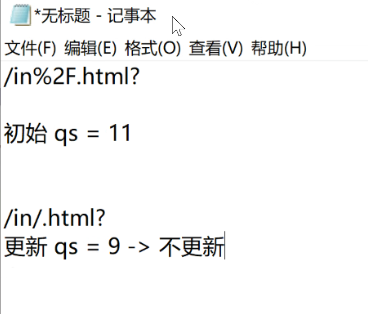 *无标题 - 记事本
文件(F) 编辑(E) 格式(O) 查看(V) 帮助(H)
/in%2F.html?
初始 qs = 11
/in/.html?
更新 qs = 9 -> 不更新